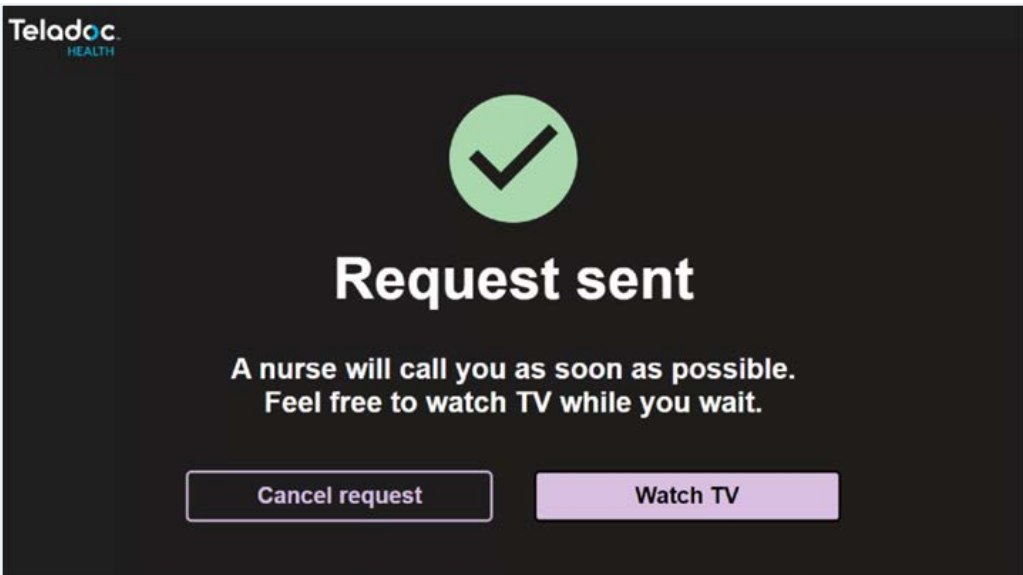 Teladoc.
HEALTH
Request sent
A nurse will call you as soon as possible.
Feel free to watch TV while you wait.
Cancel request
Watch TV